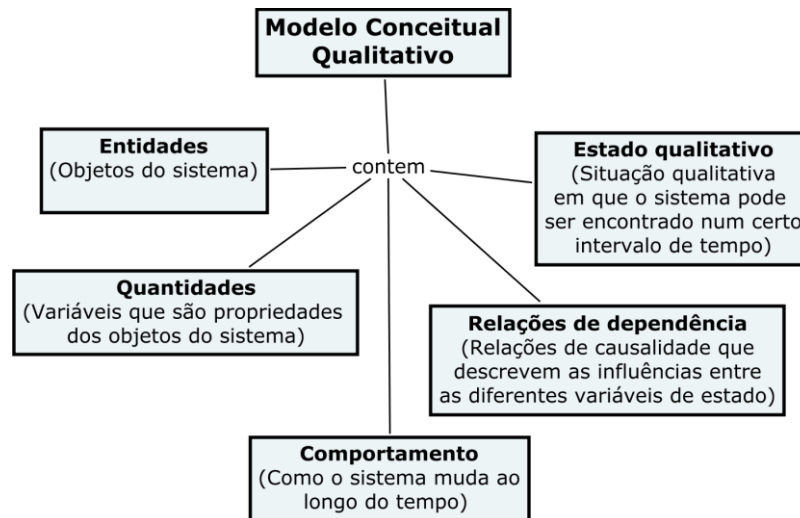 Modelo Conceitual
Qualitativo
Entidades
(Objetos do sistema)
contem
Estado qualitativo
(Situação qualitativa
em que o sistema pode
ser encontrado num certo
intervalo de tempo)
Quantidades
(Variáveis que são propriedades
dos objetos do sistema)
Relações de dependência
(Relações de causalidade que
descrevem as influências entre
as diferentes variáveis de estado)
Comportamento
(Como o sistema muda ao
longo do tempo)